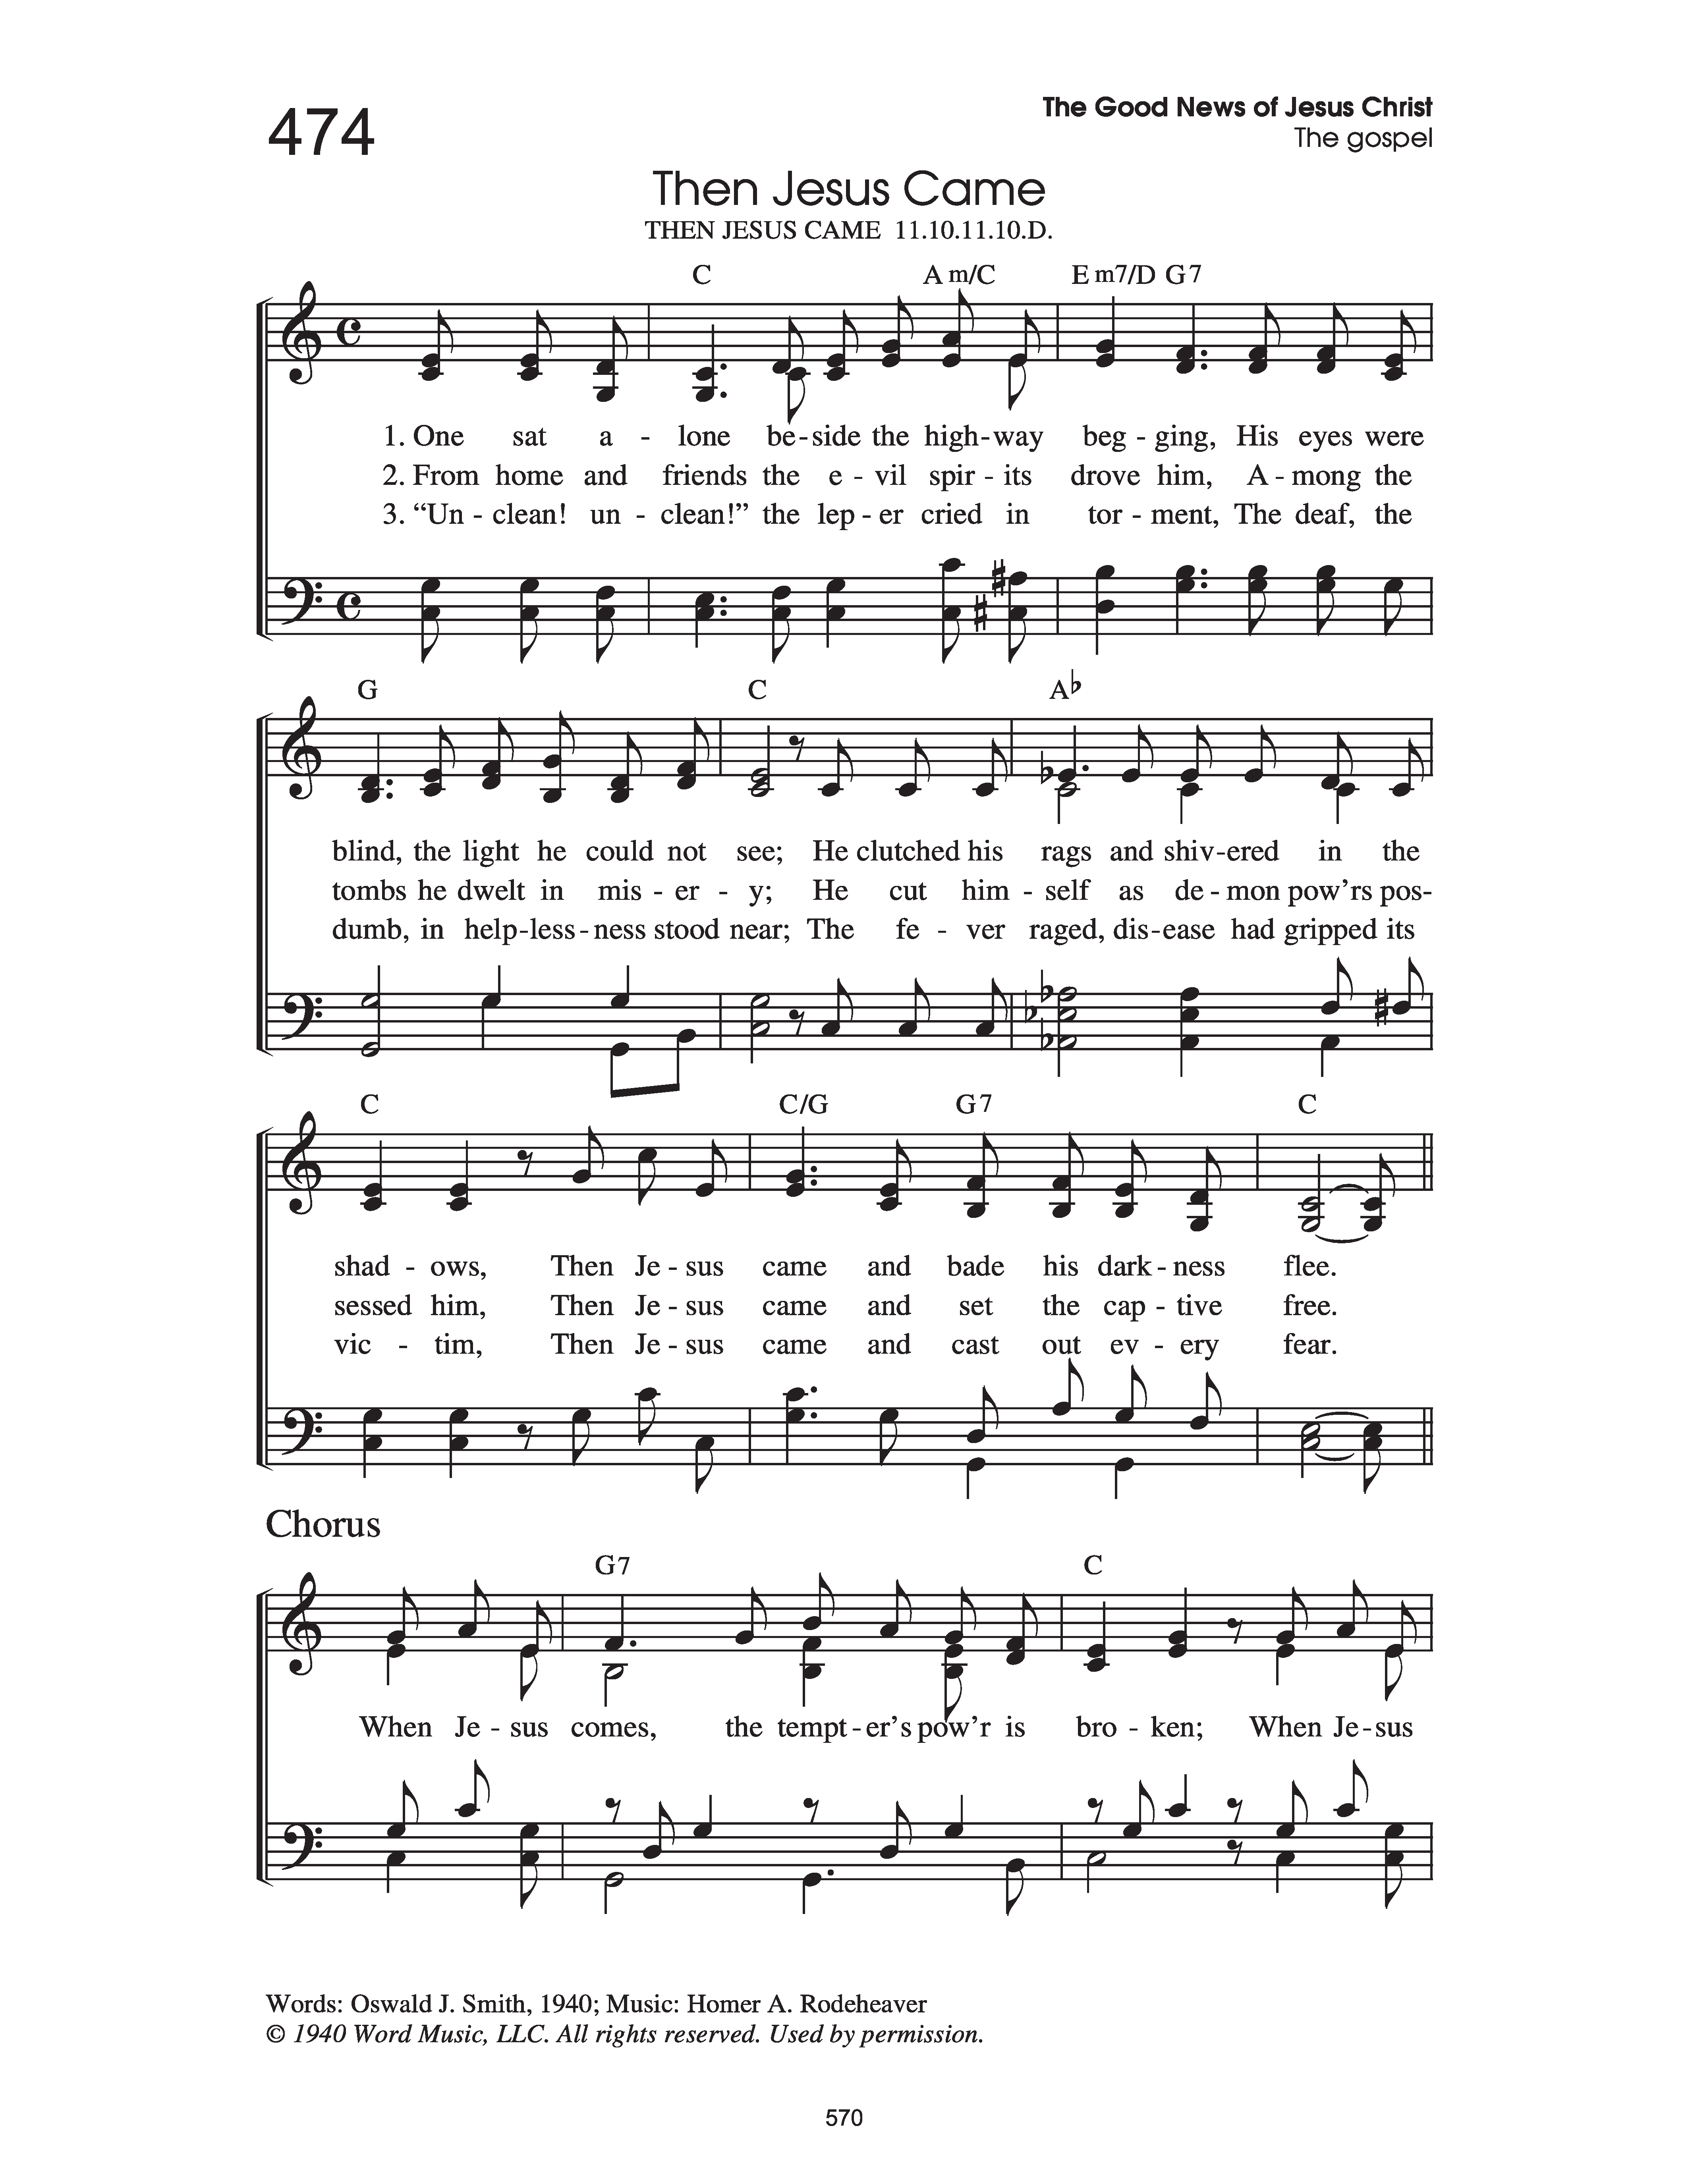 474
The Good News of Jesus Christ
The gospel
Then Jesus Came
THEN JESUS CAME 11.10.11.10.D.
C A m/C E m7/D G7
1. One sat a - lone be - side the high - way beg - ging, His eyes were
2. From home and friends the e - vil spir - its drove him, A - mong the
3. “Un - clean! un - clean!” the lep - er cried in tor - ment, The deaf, the
G C A♭
blind, the light he could not see; He clutched his rags and shiv - ered in the
tombs he dwelt in mis - er - y; He cut him - self as de - mon pow’rs pos-
dumb, in help - less - ness stood near; The fe - ver raged, dis - ease had gripped its
C C/G G7 C
shad - ows, Then Je - sus came and bade his dark - ness flee.
sessed him, Then Je - sus came and set the cap - tive free.
vic - tim, Then Je - sus came and cast out ev - ery fear.
Chorus
G7 C
When Je - sus comes, the tempt - er’s pow’r is bro - ken; When Je - sus
Words: Oswald J. Smith, 1940; Music: Homer A. Rodeheaver
© 1940 Word Music, LLC. All rights reserved. Used by permission.
570